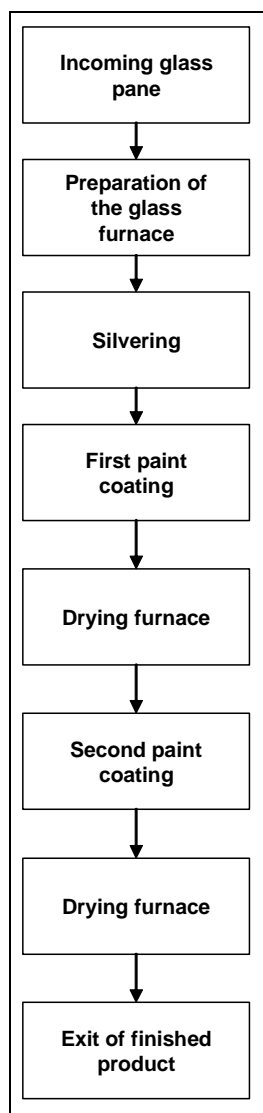 Incoming glass
pane
Preparation of
the glass
furnace
Silvering
First paint
coating
Drying furnace
Second paint
coating
Drying furnace
Exit of finished
product